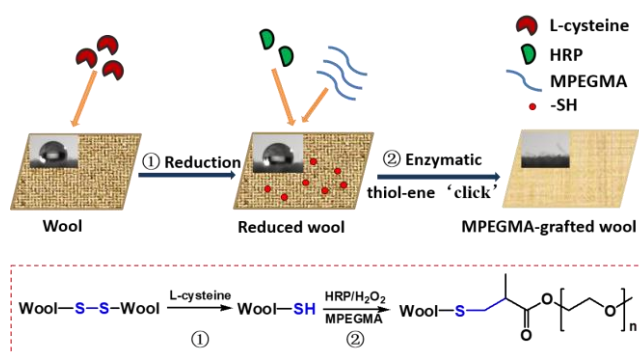 L-cysteine
HRP
MPEGMA
-SH
① Reduction
② Enzymatic
thiol-ene ‘click’
Wool
Reduced wool
MPEGMA-grafted wool
Wool—S—S—Wool
L-cysteine
①
Wool—SH
HRP/H₂O₂
MPEGMA
②
Wool—S
O
O
O
n